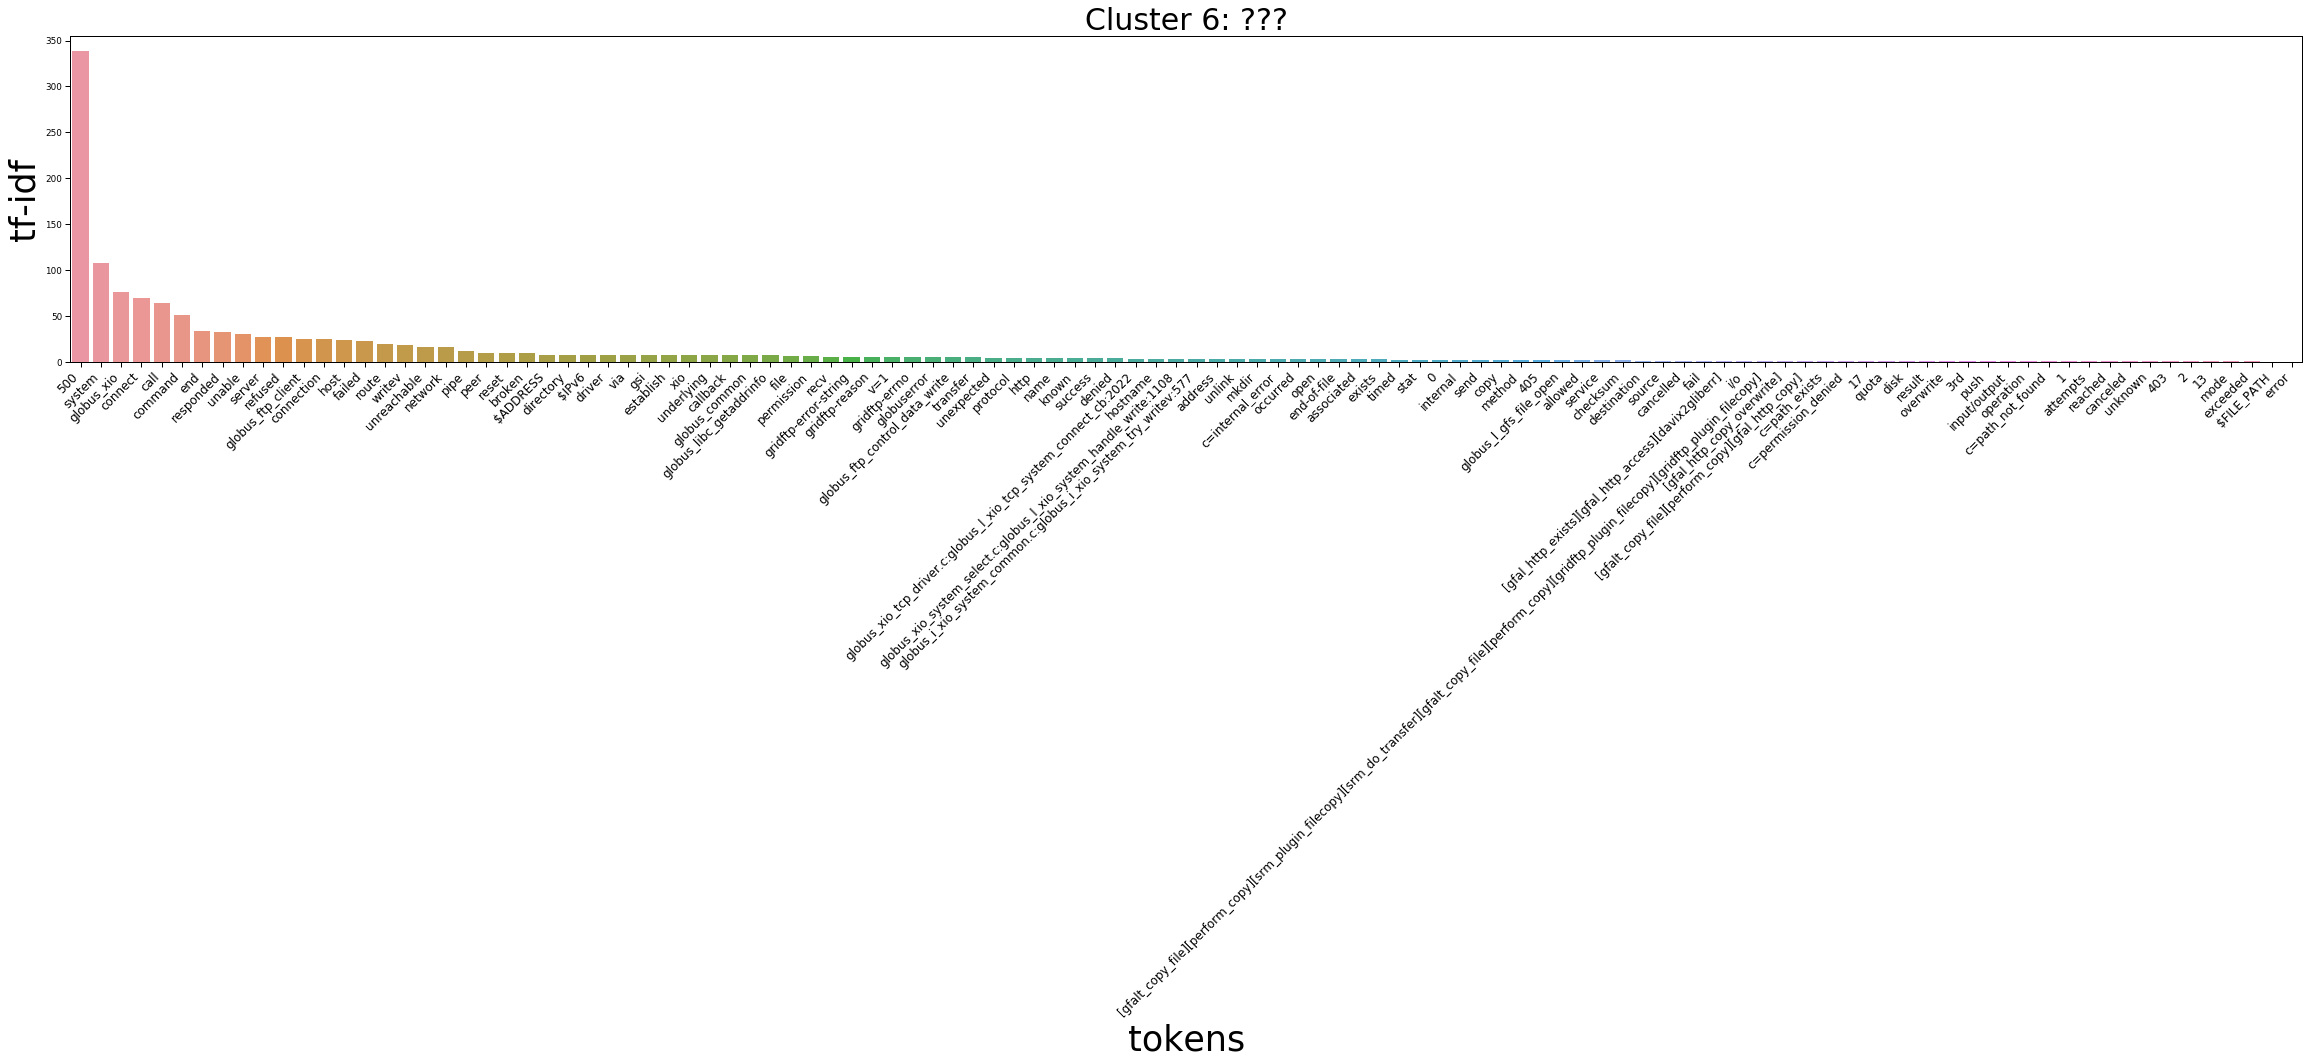 Cluster 6: ???
tf-idf
350
300
250
200
150
100
50
0
500
system
globus_xio
connect
call
command
end
responded
unable
server
refused
globus_ftp_client
connection
host
failed
route
writev
unreachable
network
pipe
peer
reset
broken
$ADDRESS
directory
$IPv6
driver
via
gsi
establish
xio
underlying
callback
globus_common
globus_libc_getaddrinfo
file
permission
recv
gridftp-error-string
gridftp-reason
v=1
gridftp-errno
globuserror
globus_ftp_control_data_write
transfer
unexpected
protocol
http
name
known
success
denied
globus_xio_tcp_driver.c:globus_l_xio_tcp_system_connect_cb:2022
hostname
globus_xio_system_select.c:globus_l_xio_system_handle_write:1108
globus_i_xio_system_common.c:globus_i_xio_system_try_writev:577
address
unlink
mkdir
c=internal_error
occurred
open
end-of-file
associated
exists
timed
stat
0
internal
send
copy
method
405
globus_l_gfs_file_open
allowed
service
checksum
destination
source
cancelled
fail
[gfal_http_exists][gfal_http_access][davix2gliberr]
i/o
[gfalt_copy_file][perform_copy][srm_plugin_filecopy][srm_do_transfer][gfalt_copy_file][perform_copy][gridftp_plugin_filecopy][gridftp_plugin_filecopy]
[gfal_http_copy_overwrite]
[gfalt_copy_file][perform_copy][gfal_http_copy]
c=path_exists
c=permission_denied
17
quota
disk
result
overwrite
3rd
push
input/output
operation
c=path_not_found
1
attempts
reached
canceled
unknown
403
2
13
mode
exceeded
$FILE_PATH
error
tokens